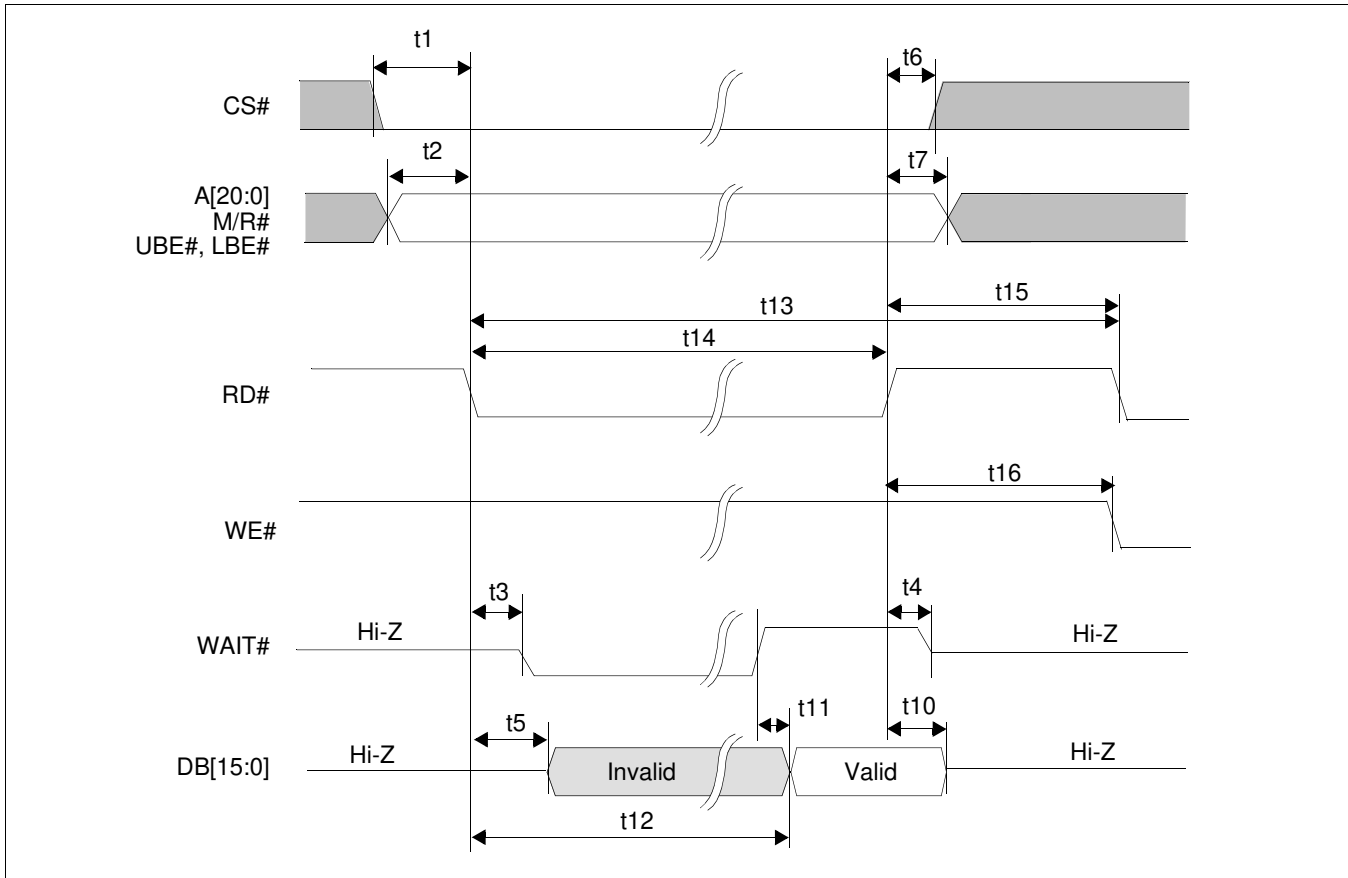 t1
t6
CS#
t2
t7
A[20:0]
M/R#
UBE#, LBE#
t15
t13
t14
RD#
t16
WE#
t3
t4
Hi-Z
Hi-Z
WAIT#
t11
t10
t5
Hi-Z
Hi-Z
DB[15:0]
Invalid
Valid
t12